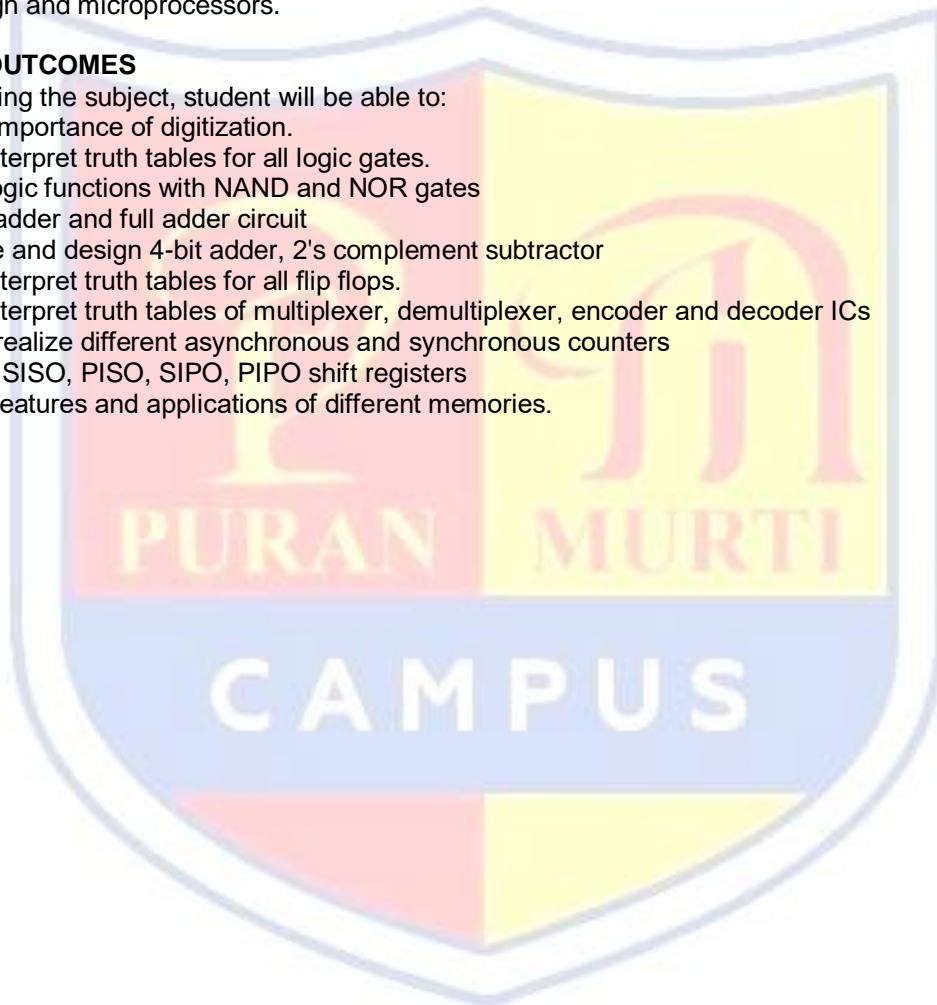 gn and microprocessors.
OUTCOMES
ing the subject, student will be able to:
importance of digitization.
terpret truth tables for all logic gates.
ogic functions with NAND and NOR gates
adder and full adder circuit
e and design 4-bit adder, 2's complement subtractor
terpret truth tables for all flip flops.
terpret truth tables of multiplexer, demultiplexer, encoder and decoder ICs
realize different asynchronous and synchronous counters
SISO, PISO, SIPO, PIPO shift registers
eatures and applications of different memories.
PURAN MURTI
CAMPUS